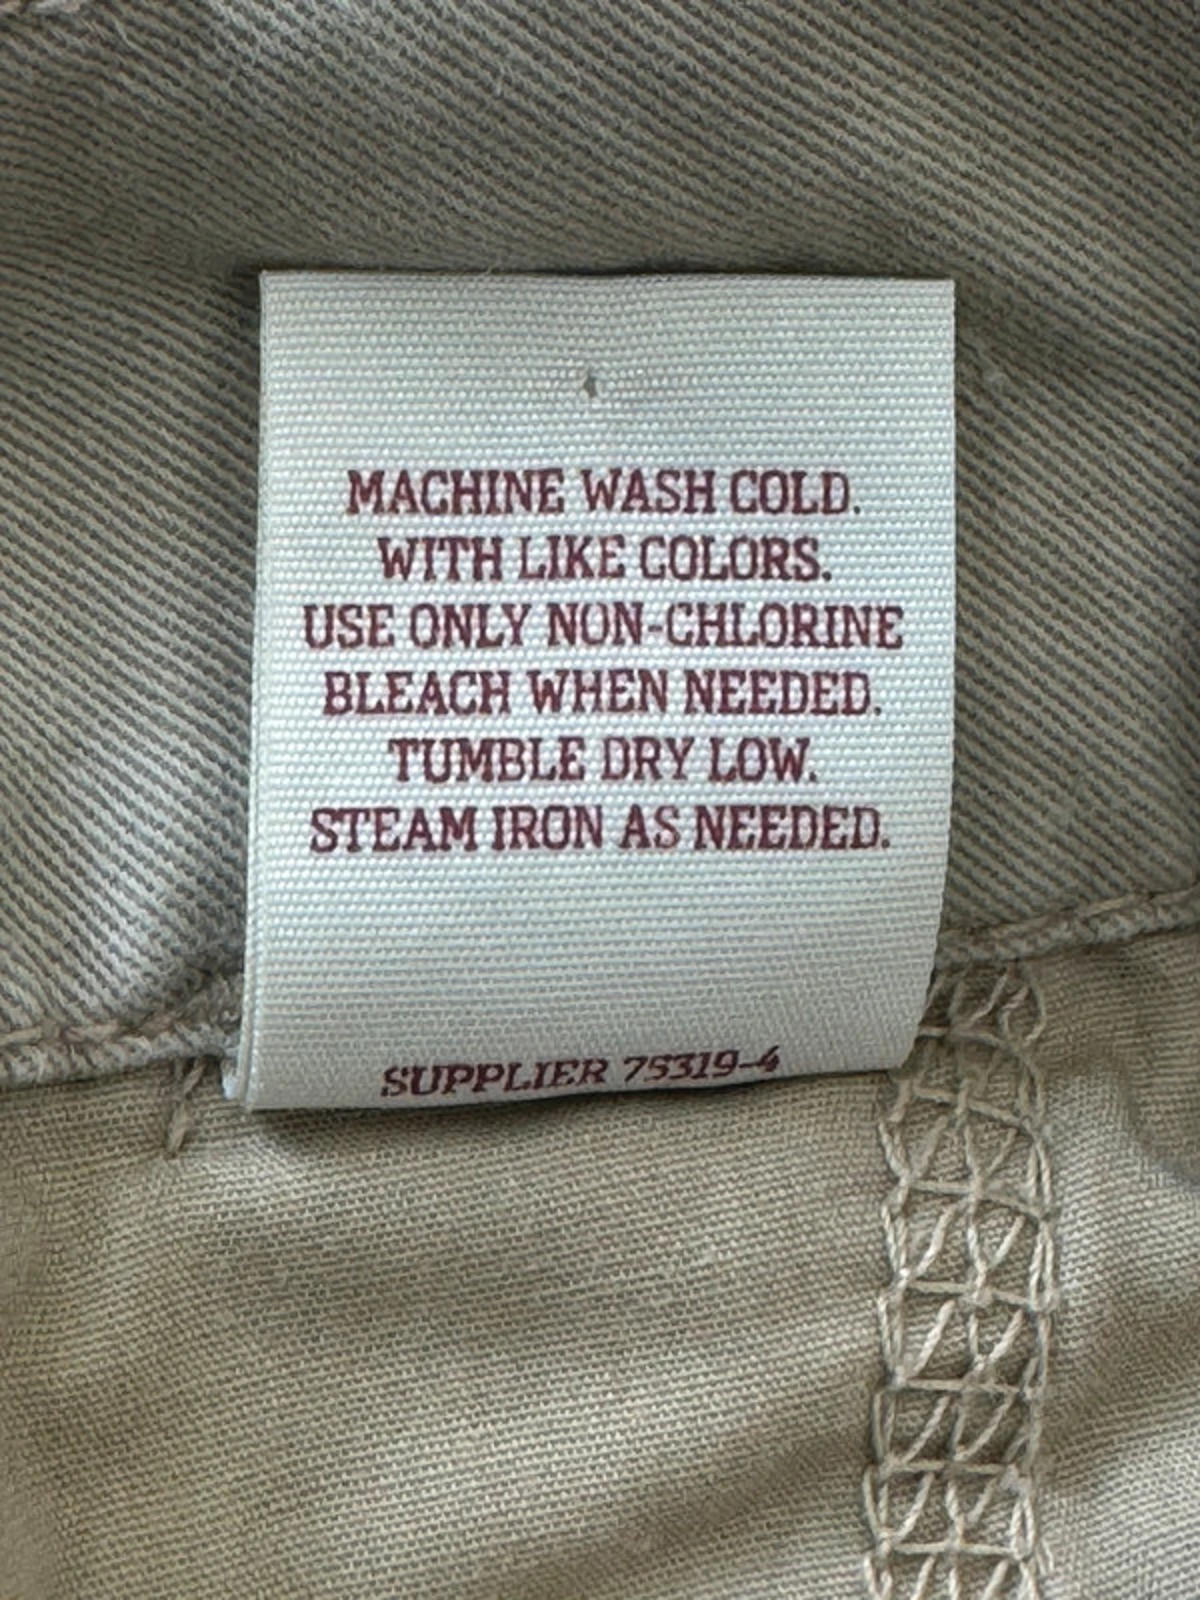 MACHINE WASH COLD.
WITH LIKE COLORS.
USE ONLY NON-CHLORINE
BLEACH WHEN NEEDED.
TUMBLE DRY LOW.
STEAM IRON AS NEEDED.
SUPPLIER 75319-4